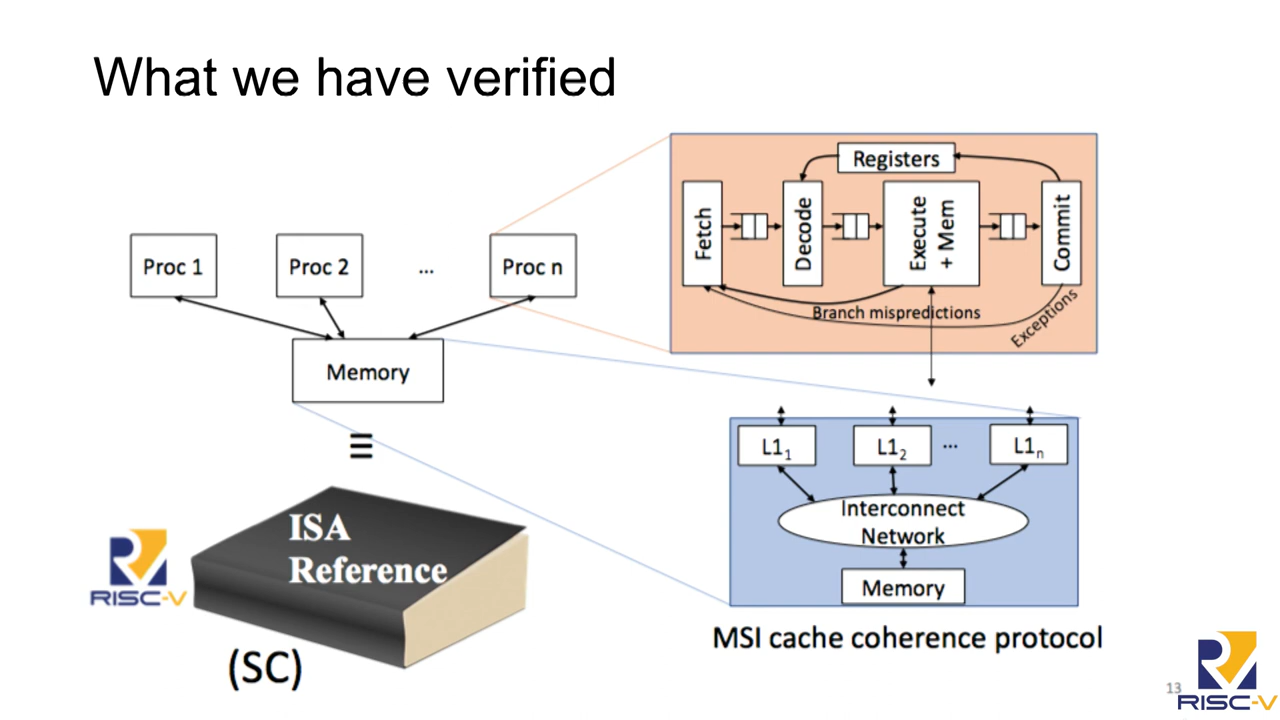 What we have verified
Proc 1
Proc 2
...
Proc n
Memory
≡
ISA
Reference
RISC-V
(SC)
Registers
Fetch
Decode
Execute
+ Mem
Commit
Branch mispredictions
Exceptions
L1₁
L1₂
...
L1ₙ
Interconnect
Network
Memory
MSI cache coherence protocol
13
RISC-V